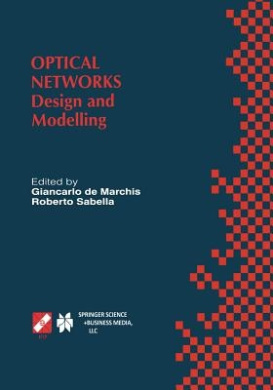 OPTICAL
NETWORKS
Design and
Modelling
Edited by
Giancarlo de Marchis
Roberto Sabella
SPRINGER SCIENCE
+BUSINESS MEDIA,
LLC